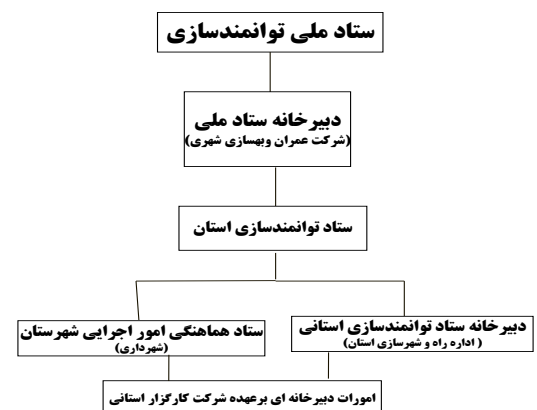 ستاد ملی توانمندسازی
دبیرخانه ستاد ملی
(شرکت عمران وبهسازی شهری)
ستاد توانمندسازی استان
دبیرخانه ستاد توانمندسازی استانی
( اداره راه و شهرسازی استان)
ستاد هماهنگی امور اجرایی شهرستان
(شهرداری)
امورات دبیرخانه ای برعهده شرکت کارگزار استانی